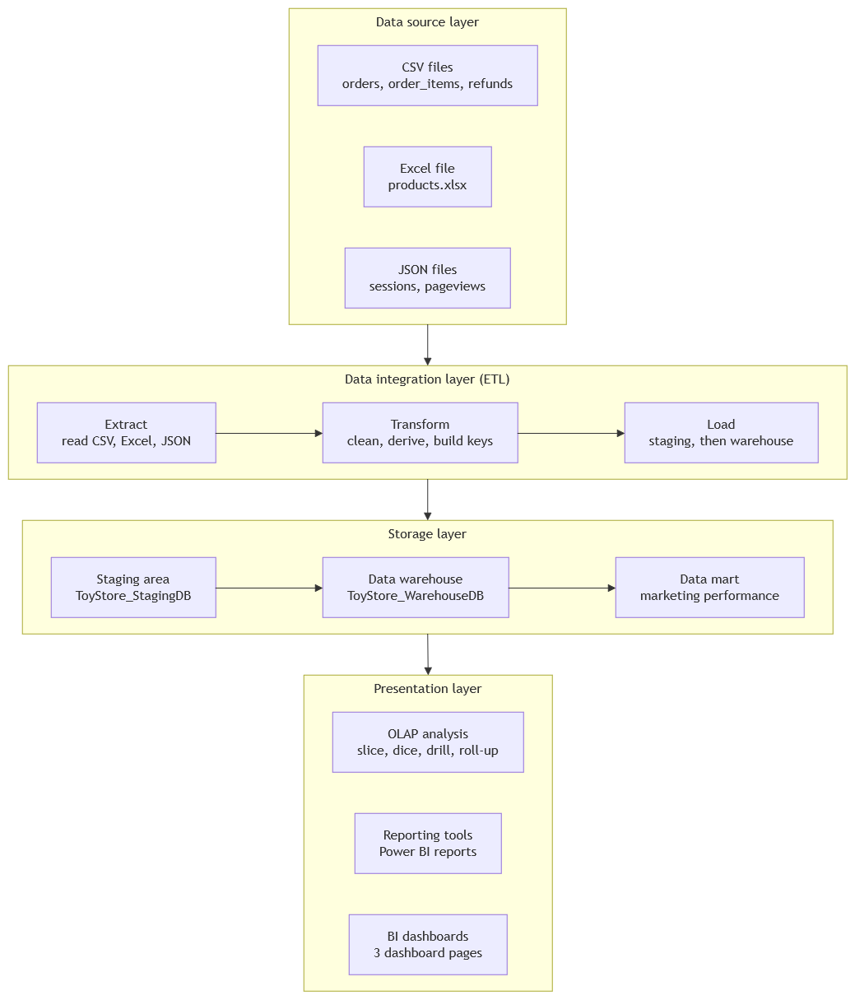 Data source layer
CSV files
orders, order_items, refunds
Excel file
products.xlsx
JSON files
sessions, pageviews
Data integration layer (ETL)
Extract
read CSV, Excel, JSON
Transform
clean, derive, build keys
Load
staging, then warehouse
Storage layer
Staging area
ToyStore_StagingDB
Data warehouse
ToyStore_WarehouseDB
Data mart
marketing performance
Presentation layer
OLAP analysis
slice, dice, drill, roll-up
Reporting tools
Power BI reports
BI dashboards
3 dashboard pages